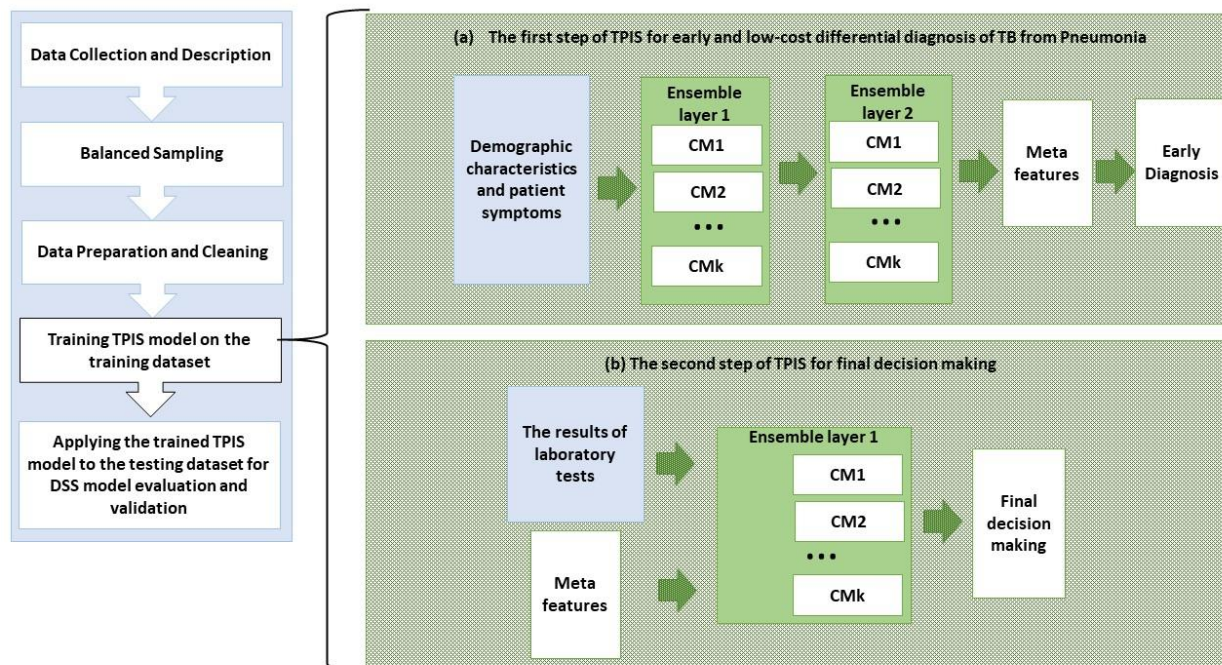 Data Collection and Description
Balanced Sampling
Data Preparation and Cleaning
Training TPIS model on the
training dataset
Applying the trained TPIS
model to the testing dataset for
DSS model evaluation and
validation
(a) The first step of TPIS for early and low-cost differential diagnosis of TB from Pneumonia
Demographic
characteristics
and patient
symptoms
Ensemble
layer 1
CM1
CM2
...
CMk
Ensemble
layer 2
CM1
CM2
...
CMk
Meta
features
Early
Diagnosis
(b) The second step of TPIS for final decision making
The results of
laboratory
tests
Meta
features
Ensemble layer 1
CM1
CM2
...
CMk
Final
decision
making